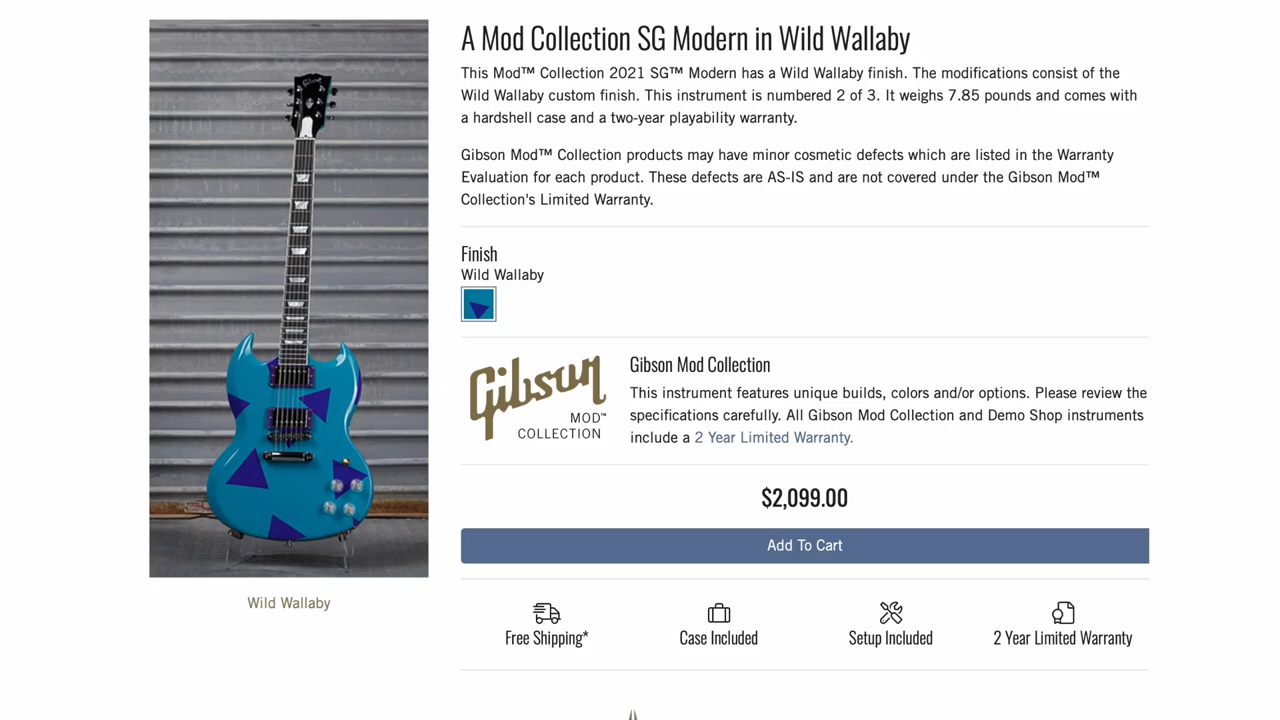 A Mod Collection SG Modern in Wild Wallaby
This Mod™ Collection 2021 SG™ Modern has a Wild Wallaby finish. The modifications consist of the
Wild Wallaby custom finish. This instrument is numbered 2 of 3. It weighs 7.85 pounds and comes with
a hardshell case and a two-year playability warranty.
Gibson Mod™ Collection products may have minor cosmetic defects which are listed in the Warranty
Evaluation for each product. These defects are AS-IS and are not covered under the Gibson Mod™
Collection's Limited Warranty.
Finish
Wild Wallaby
Gibson
MOD™
COLLECTION
Gibson Mod Collection
This instrument features unique builds, colors and/or options. Please review the
specifications carefully. All Gibson Mod Collection and Demo Shop instruments
include a 2 Year Limited Warranty.
$2,099.00
Add To Cart
Free Shipping*
Case Included
Setup Included
2 Year Limited Warranty
Gibson
Wild Wallaby